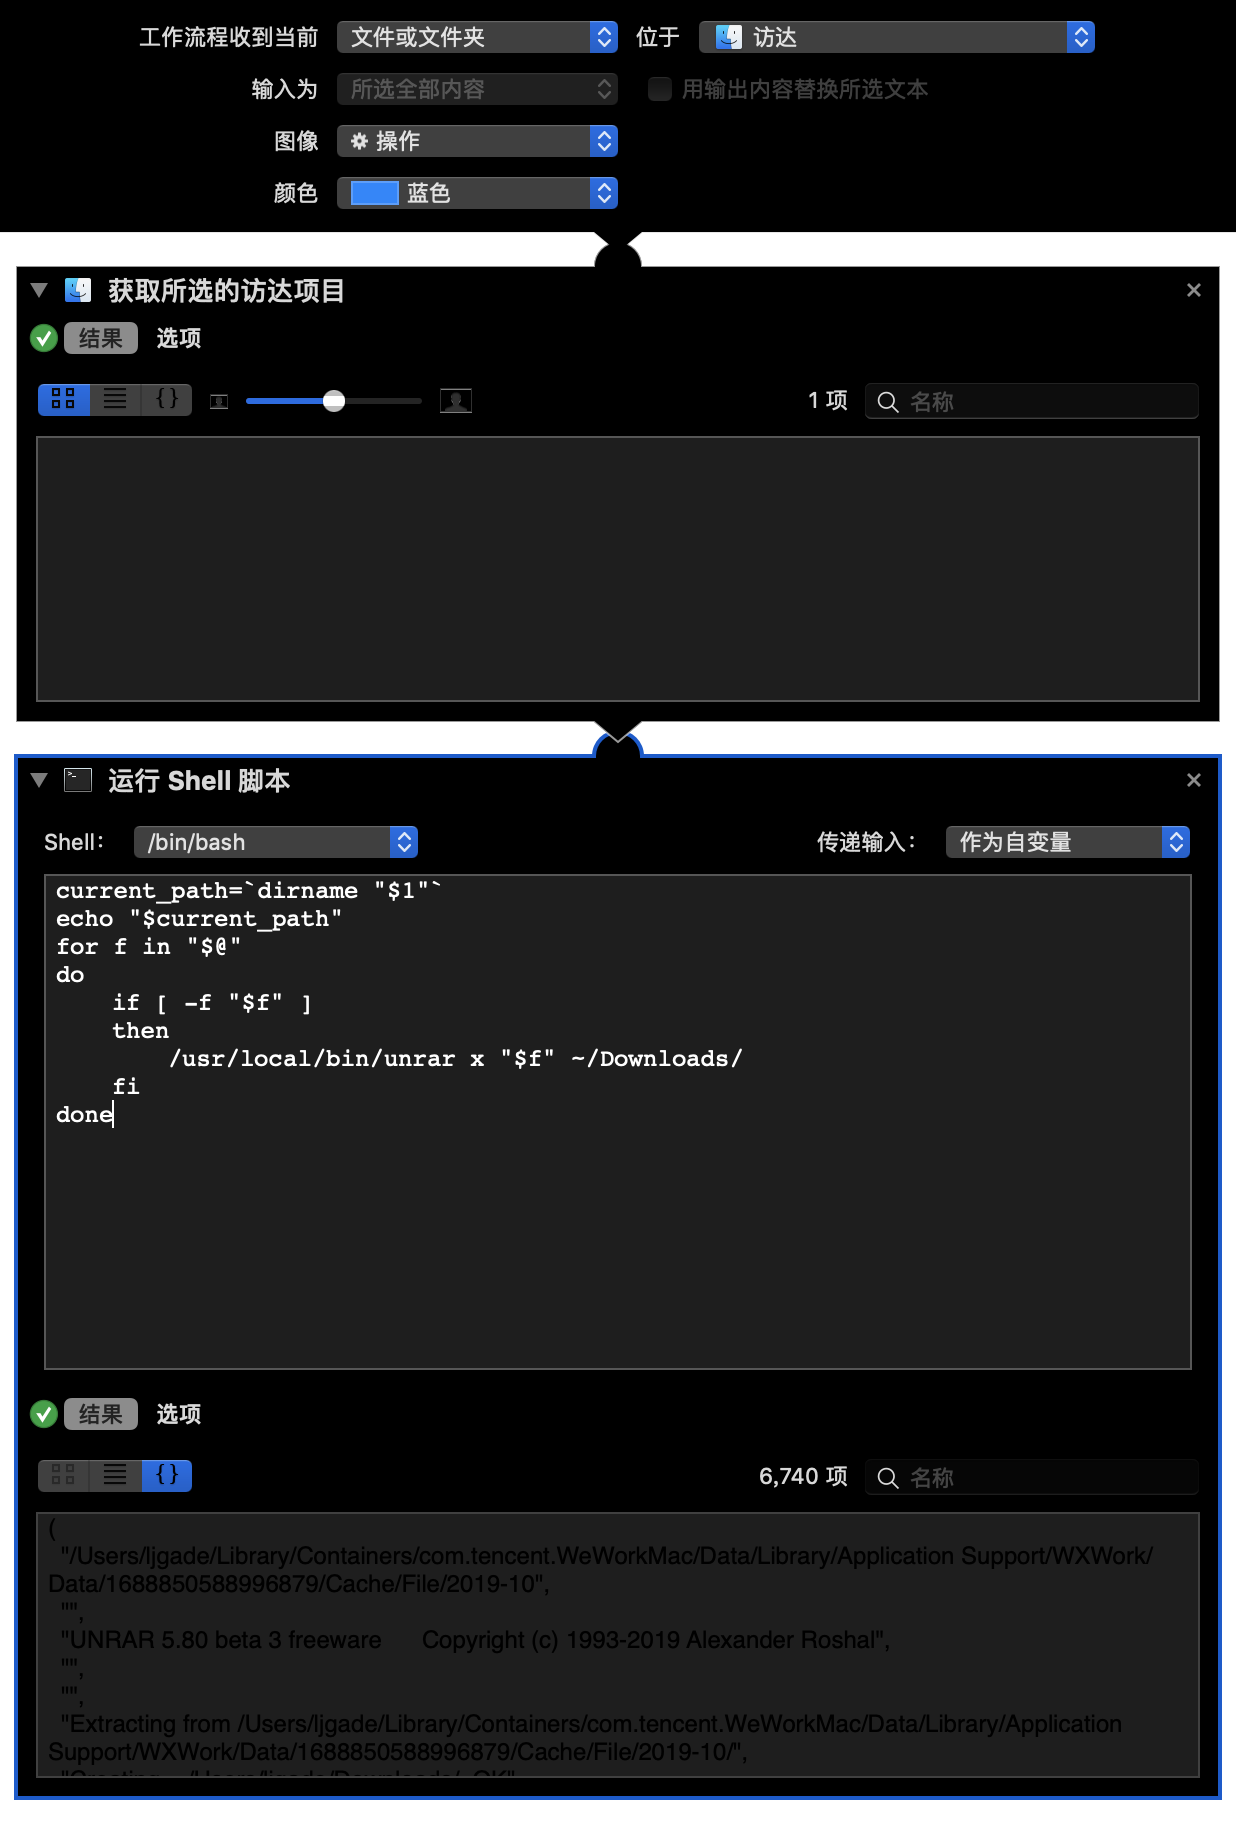 工作流程收到当前 文件或文件夹 位于 访达
输入为 所选全部内容 用输出内容替换所选文本
图像 操作
颜色 蓝色
获取所选的访达项目
结果 选项
1 项 名称
运行 Shell 脚本
Shell： /bin/bash 传递输入： 作为自变量
current_path=`dirname "$1"`
echo "$current_path"
for f in "$@"
do
    if [ -f "$f" ]
    then
        /usr/local/bin/unrar x "$f" ~/Downloads/
    fi
done
结果 选项
{} 6,740 项 名称
(
"/Users/ljgade/Library/Containers/com.tencent.WeWorkMac/Data/Library/Application Support/WXWork/
Data/1688850588996879/Cache/File/2019-10",
"",
"UNRAR 5.80 beta 3 freeware      Copyright (c) 1993-2019 Alexander Roshal",
"",
"",
"Extracting from /Users/ljgade/Library/Containers/com.tencent.WeWorkMac/Data/Library/Application
Support/WXWork/Data/1688850588996879/Cache/File/2019-10/",